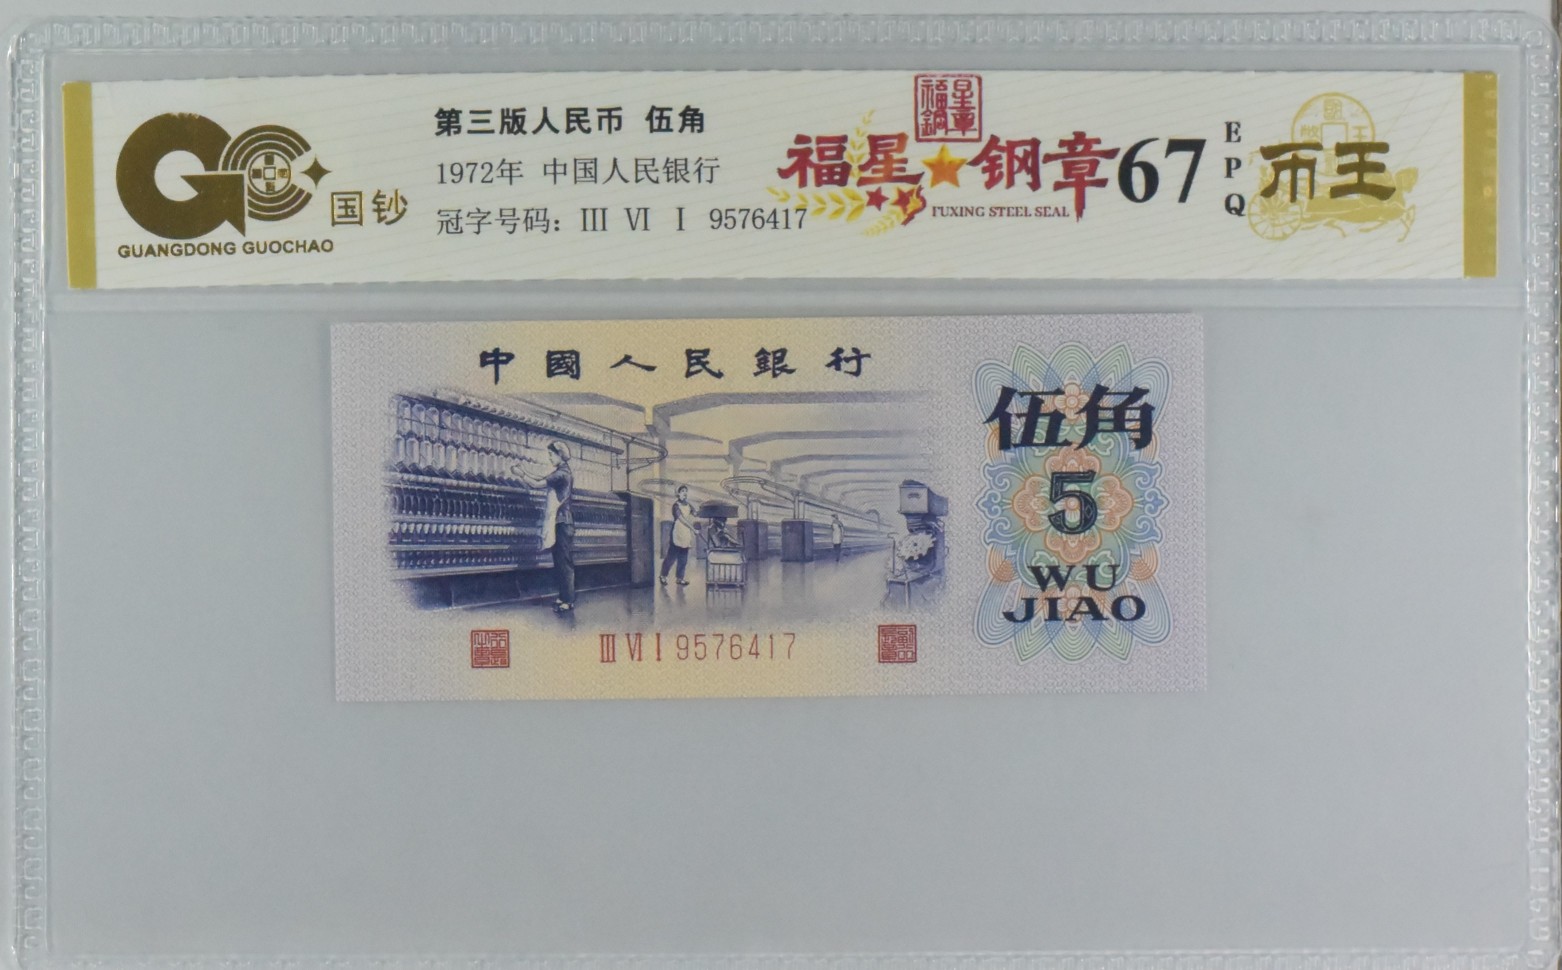 国钞
GUANGDONG GUOCHAO
第三版人民币 伍角
1972年 中国人民银行
冠字号码：Ⅲ Ⅵ Ⅰ 9576417
福星鋼章
福星钢章
FUXING STEEL SEAL
67
EPQ
币王
中國人民銀行
伍角
5
WU
JIAO
Ⅲ Ⅵ Ⅰ 9576417